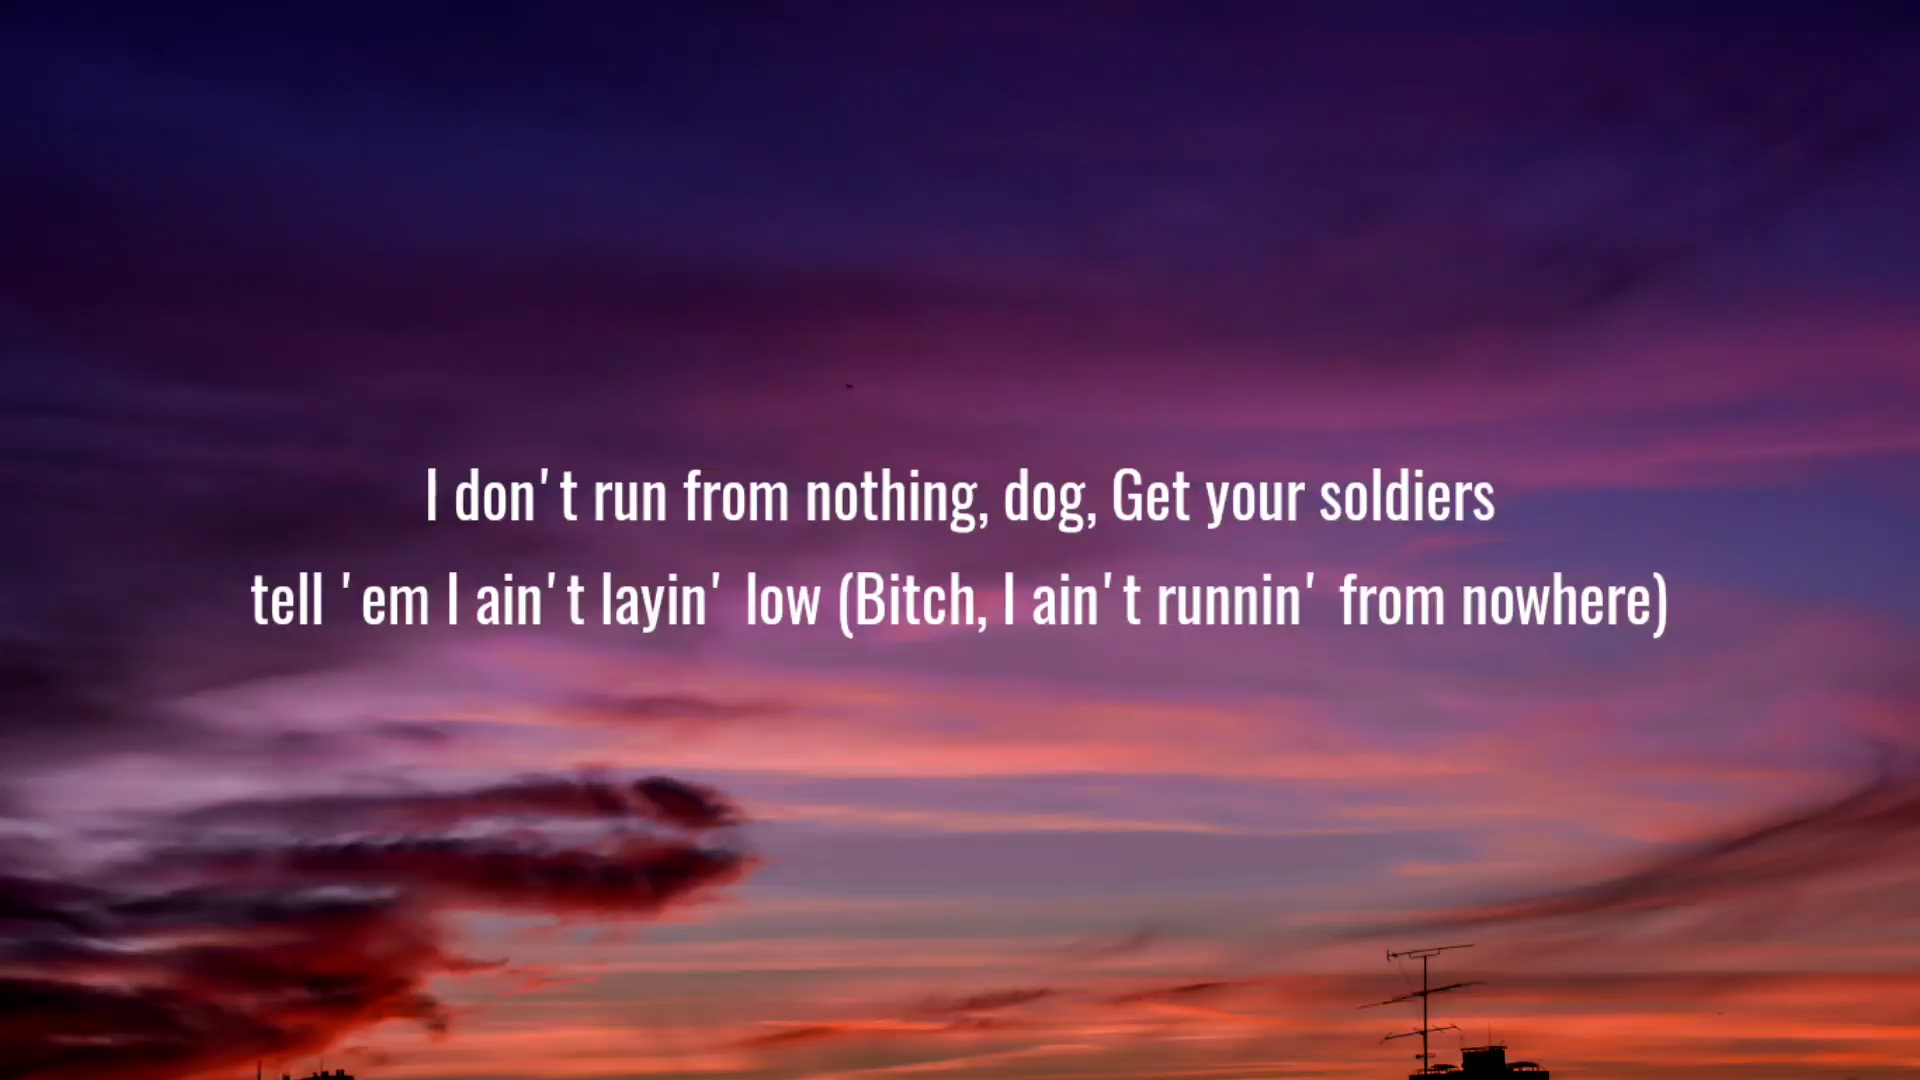 I don't run from nothing, dog, Get your soldiers
tell 'em I ain't layin' low (Bitch, I ain't runnin' from nowhere)